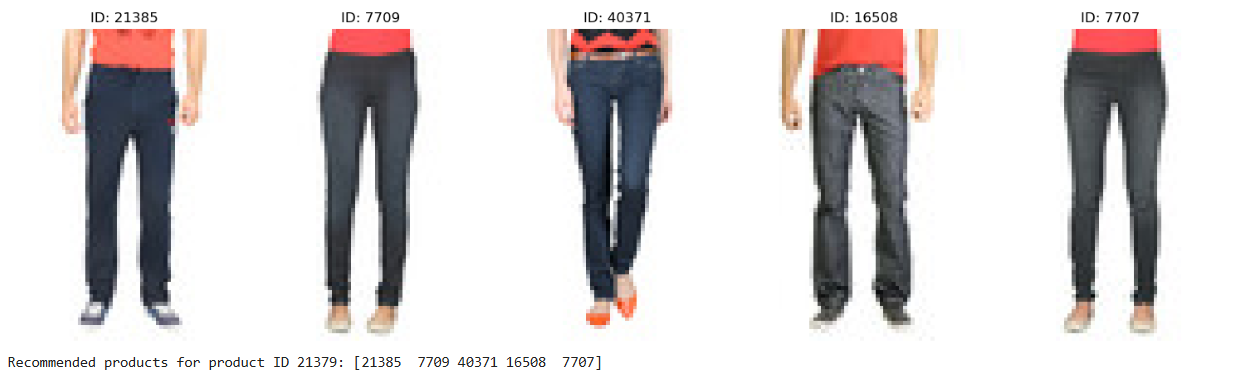 ID: 21385 ID: 7709 ID: 40371 ID: 16508 ID: 7707
Recommended products for product ID 21379: [21385  7709 40371 16508  7707]